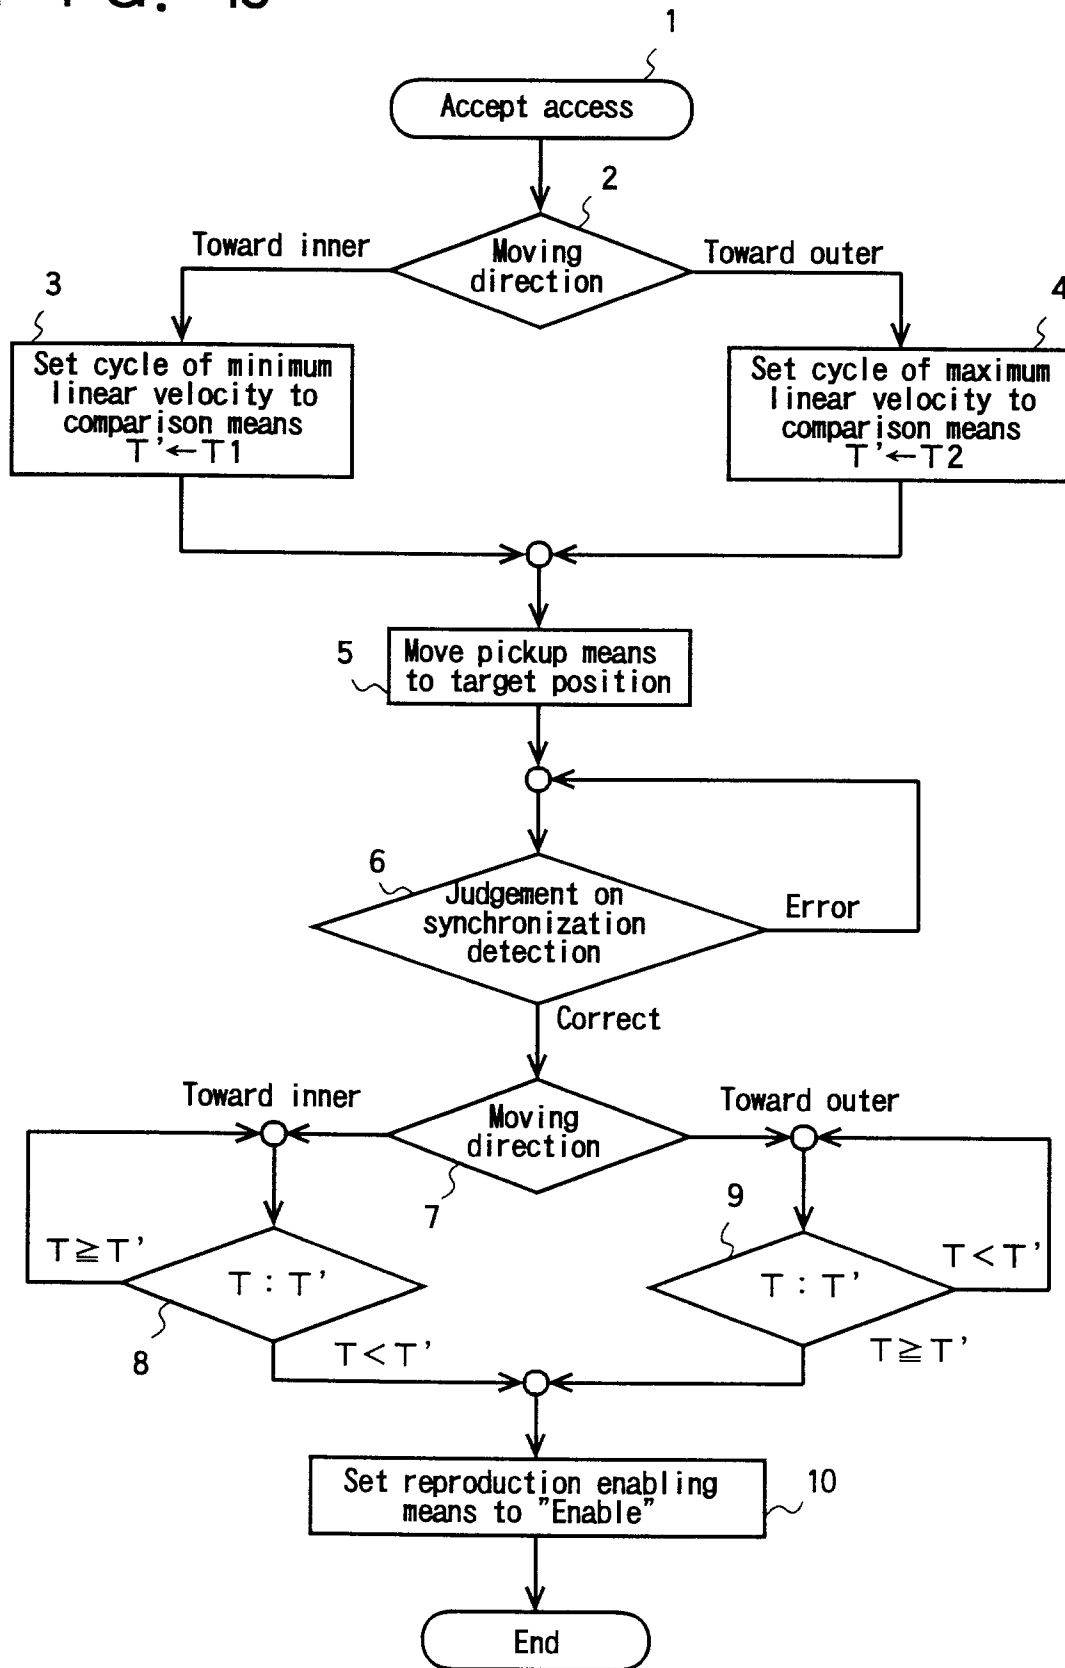 1
Accept access
2
Moving
direction
Toward inner
Toward outer
3
Set cycle of minimum
linear velocity to
comparison means
T'←T1
4
Set cycle of maximum
linear velocity to
comparison means
T'←T2
5
Move pickup means
to target position
6
Judgement on
synchronization
detection
Error
Correct
Toward inner
Moving
direction
Toward outer
7
T≧T'
T : T'
8
T<T'
9
T : T'
T<T'
T≧T'
Set reproduction enabling
means to "Enable"
10
End